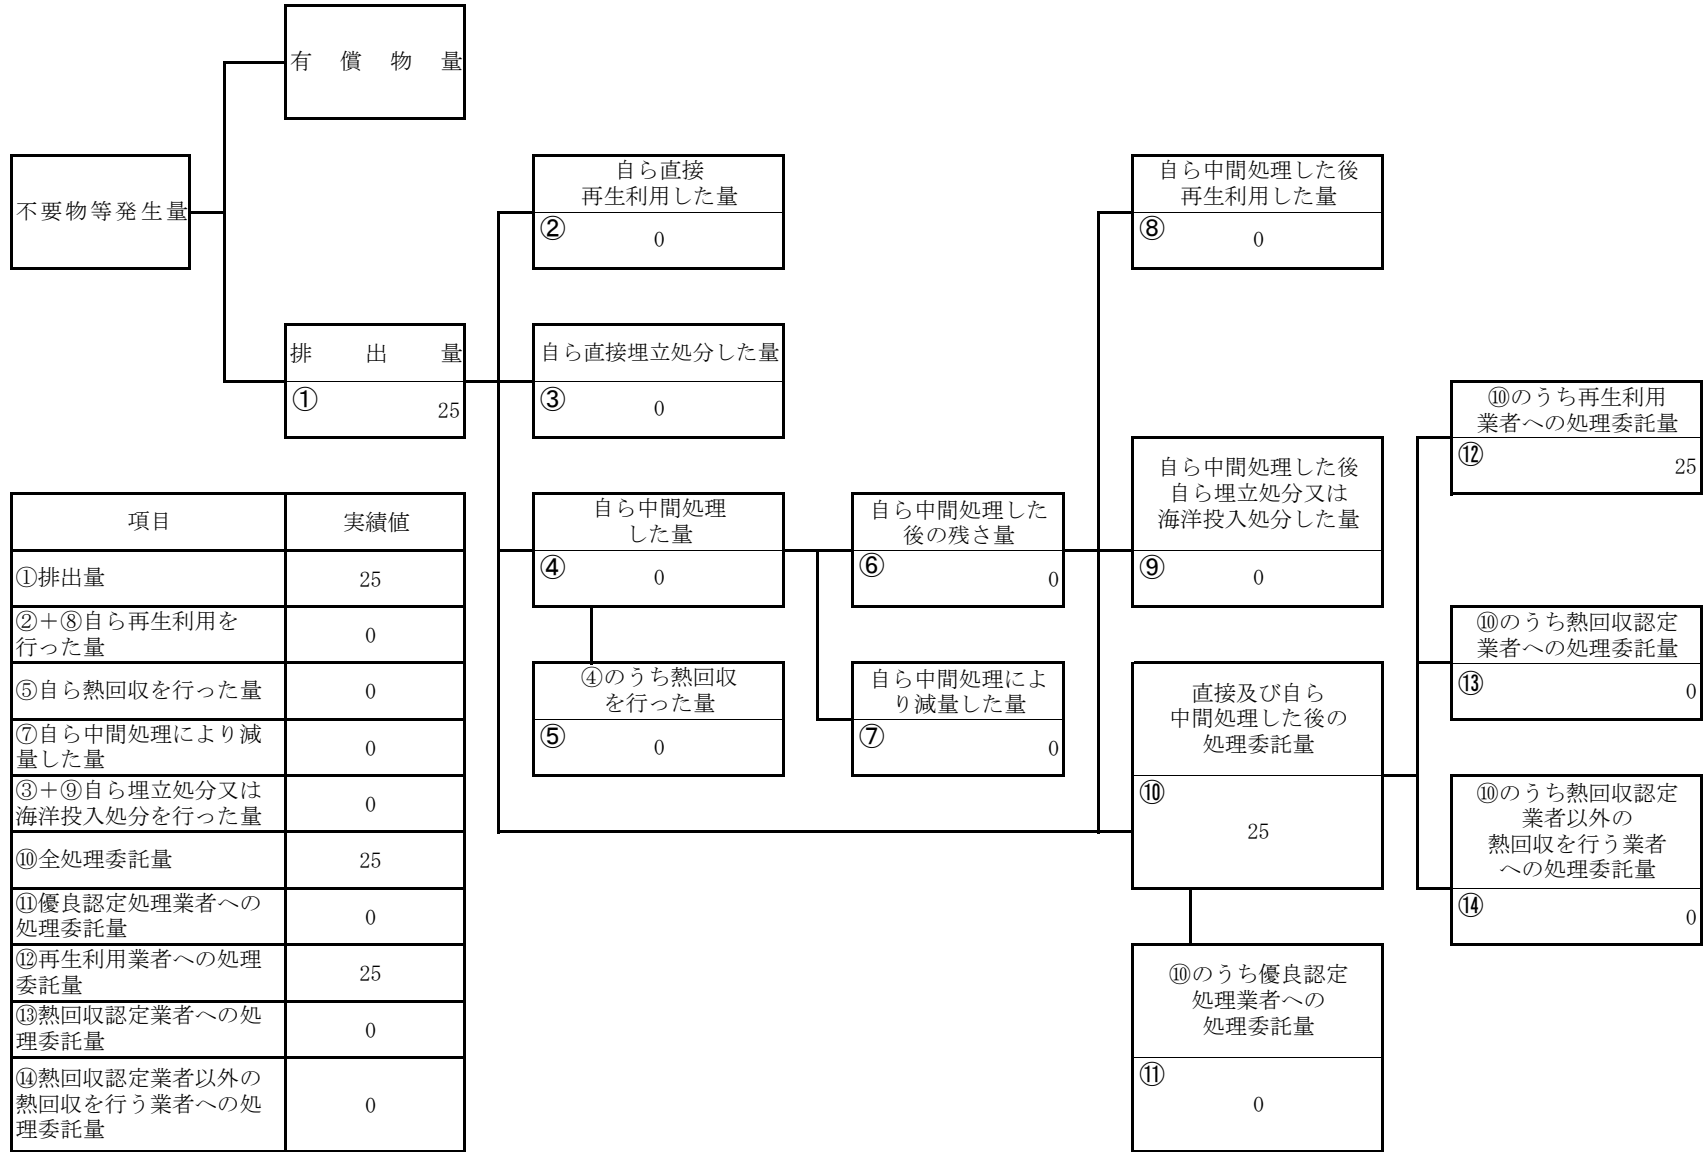 有償物量
不要物等発生量
排出量
①
25
自ら直接
再生利用した量
②
0
自ら直接埋立処分した量
③
0
自ら中間処理
した量
④
0
④のうち熱回収
を行った量
⑤
0
自ら中間処理した
後の残さ量
⑥
0
自ら中間処理によ
り減量した量
⑦
0
自ら中間処理した後
再生利用した量
⑧
0
自ら中間処理した後
自ら埋立処分又は
海洋投入処分した量
⑨
0
直接及び自ら
中間処理した後の
処理委託量
⑩
25
⑩のうち優良認定
処理業者への
処理委託量
⑪
0
⑩のうち再生利用
業者への処理委託量
⑫
25
⑩のうち熱回収認定
業者への処理委託量
⑬
0
⑩のうち熱回収認定
業者以外の
熱回収を行う業者
への処理委託量
⑭
0
項目 実績値
①排出量 25
②＋⑧自ら再生利用を
行った量 0
⑤自ら熱回収を行った量 0
⑦自ら中間処理により減
量した量 0
③＋⑨自ら埋立処分又は
海洋投入処分を行った量 0
⑩全処理委託量 25
⑪優良認定処理業者への
処理委託量 0
⑫再生利用業者への処理
委託量 25
⑬熱回収認定業者への処
理委託量 0
⑭熱回収認定業者以外の
熱回収を行う業者への処
理委託量 0